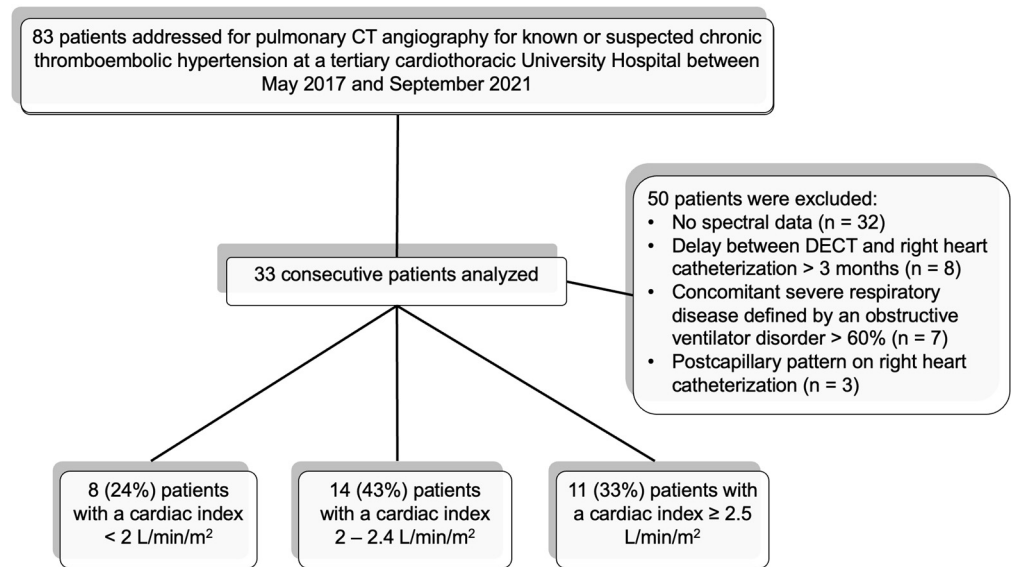 83 patients addressed for pulmonary CT angiography for known or suspected chronic
thromboembolic hypertension at a tertiary cardiothoracic University Hospital between
May 2017 and September 2021
50 patients were excluded:
• No spectral data (n = 32)
• Delay between DECT and right heart
catheterization > 3 months (n = 8)
• Concomitant severe respiratory
disease defined by an obstructive
ventilator disorder > 60% (n = 7)
• Postcapillary pattern on right heart
catheterization (n = 3)
33 consecutive patients analyzed
8 (24%) patients
with a cardiac index
< 2 L/min/m²
14 (43%) patients
with a cardiac index
2 – 2.4 L/min/m²
11 (33%) patients with
a cardiac index ≥ 2.5
L/min/m²